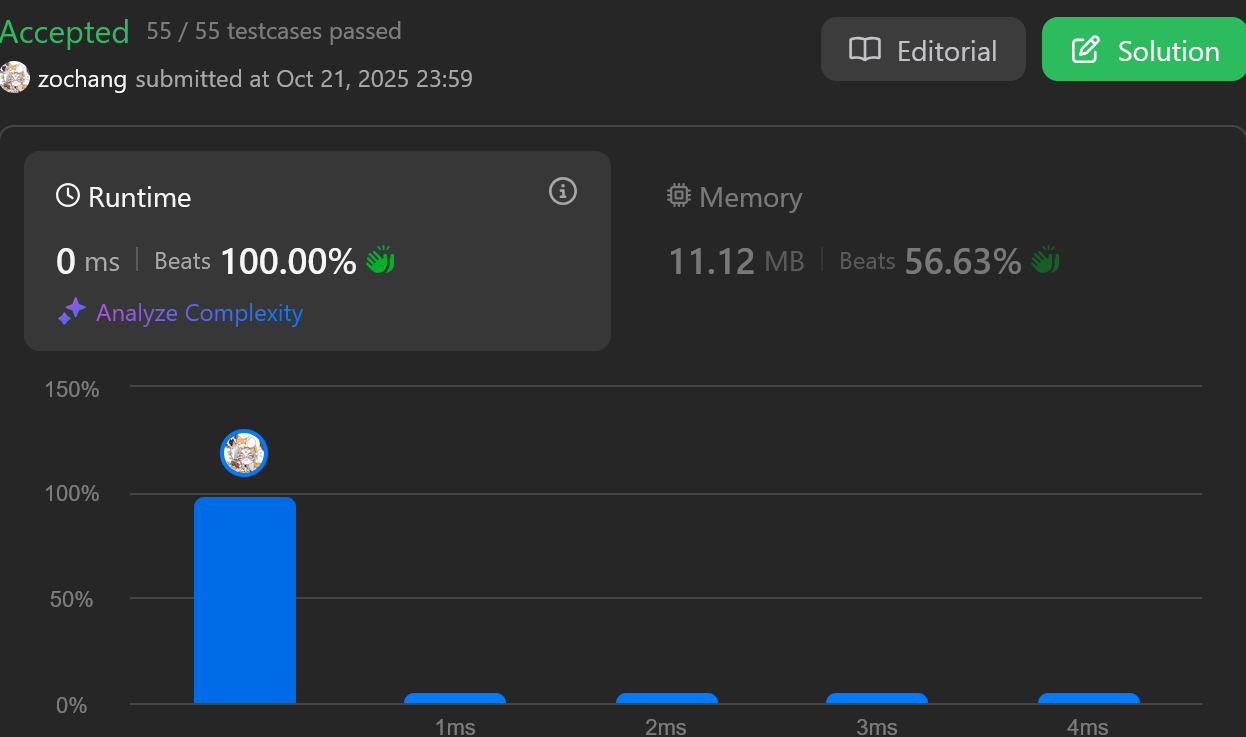 Accepted 55 / 55 testcases passed
zochang submitted at Oct 21, 2025 23:59
Editorial
Solution
Runtime
0 ms Beats 100.00%
Analyze Complexity
Memory
11.12 MB Beats 56.63%
150%
100%
50%
0%
1ms 2ms 3ms 4ms